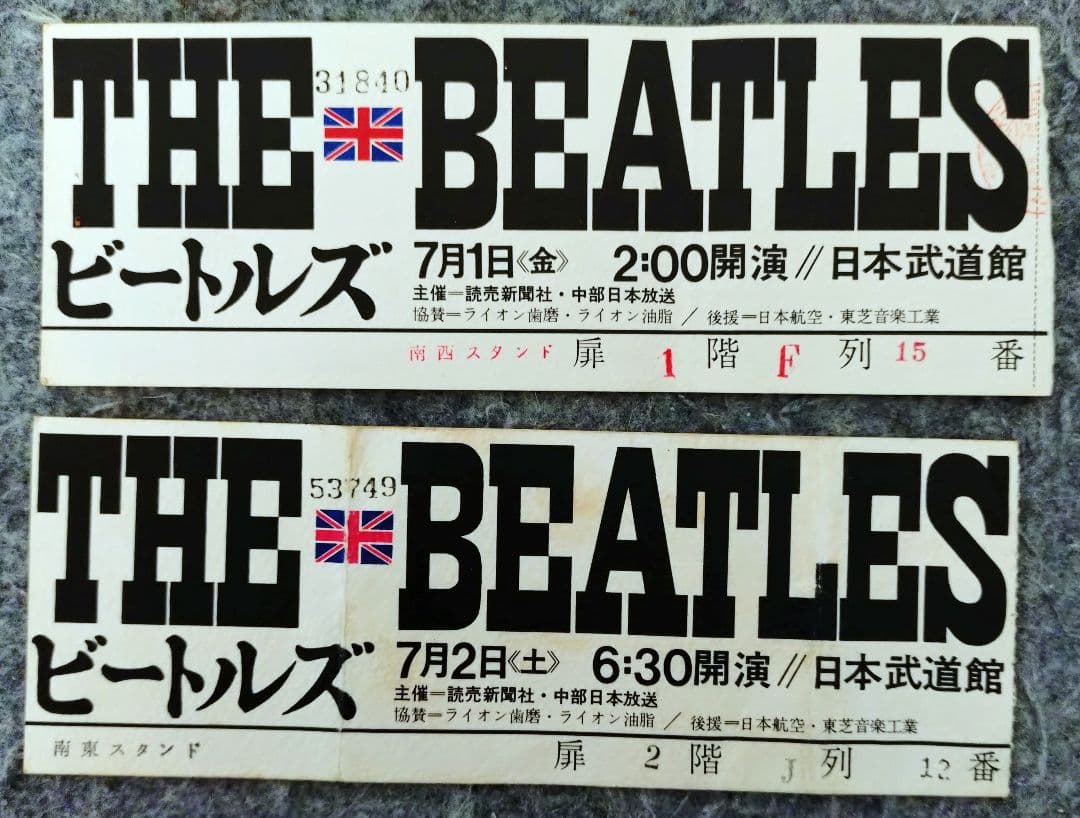 THE BEATLES
31840
ビートルズ
7月1日《金》 2:00開演//日本武道館
主催=読売新聞社・中部日本放送
協賛=ライオン歯磨・ライオン油脂/後援=日本航空・東芝音楽工業
南西スタンド 扉 1 階 F 列 15 番
THE BEATLES
53749
ビートルズ
7月2日《土》 6:30開演//日本武道館
主催=読売新聞社・中部日本放送
協賛=ライオン歯磨・ライオン油脂/後援=日本航空・東芝音楽工業
南東スタンド 扉 2 階 J 列 12 番